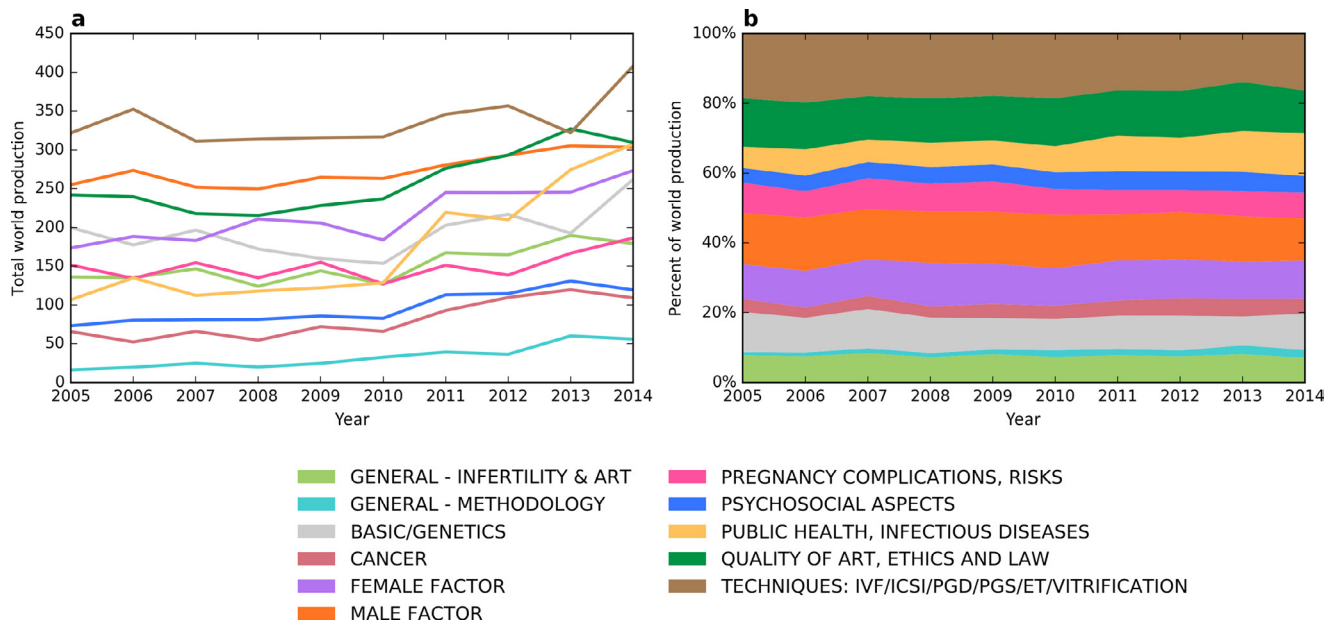 a
450
400
350
300
250
200
150
100
50
0
Total world production
2005 2006 2007 2008 2009 2010 2011 2012 2013 2014
Year
b
100%
80%
60%
40%
20%
0%
Percent of world production
2005 2006 2007 2008 2009 2010 2011 2012 2013 2014
Year
GENERAL - INFERTILITY & ART
GENERAL - METHODOLOGY
BASIC/GENETICS
CANCER
FEMALE FACTOR
MALE FACTOR
PREGNANCY COMPLICATIONS, RISKS
PSYCHOSOCIAL ASPECTS
PUBLIC HEALTH, INFECTIOUS DISEASES
QUALITY OF ART, ETHICS AND LAW
TECHNIQUES: IVF/ICSI/PGD/PGS/ET/VITRIFICATION